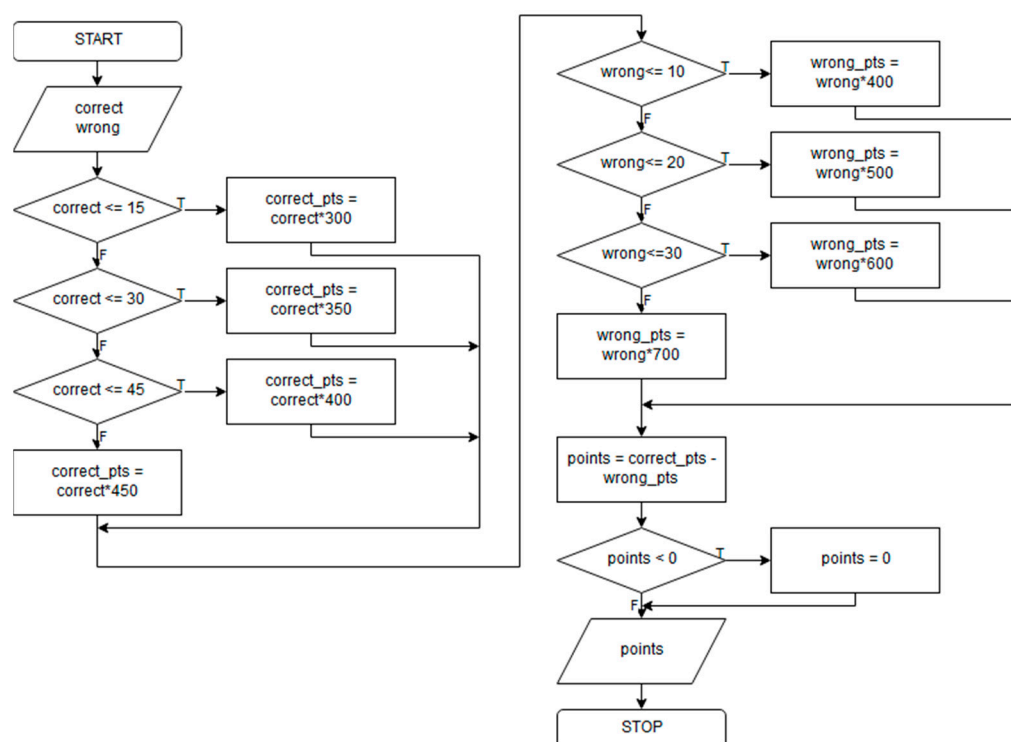 START
correct
wrong
correct <= 15
T
correct_pts =
correct*300
F
correct <= 30
T
correct_pts =
correct*350
F
correct <= 45
T
correct_pts =
correct*400
F
correct_pts =
correct*450
wrong<= 10
T
wrong_pts =
wrong*400
F
wrong<= 20
T
wrong_pts =
wrong*500
F
wrong<=30
T
wrong_pts =
wrong*600
F
wrong_pts =
wrong*700
points = correct_pts -
wrong_pts
points < 0
T
points = 0
F
points
STOP